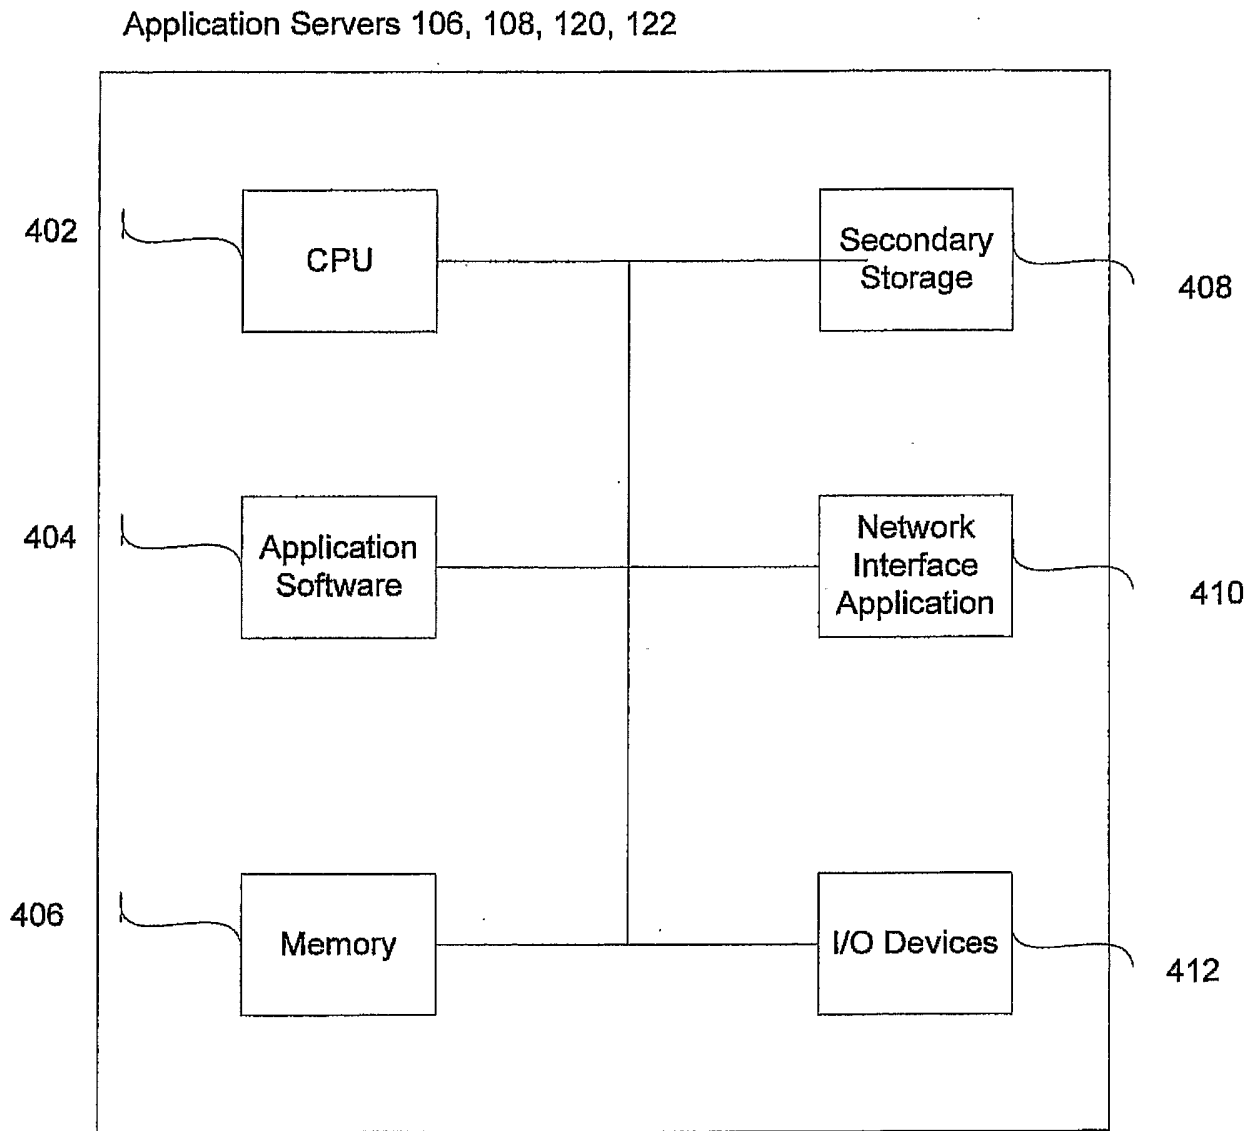 Application Servers 106, 108, 120, 122
402
CPU
Secondary
Storage
408
404
Application
Software
Network
Interface
Application
410
406
Memory
I/O Devices
412